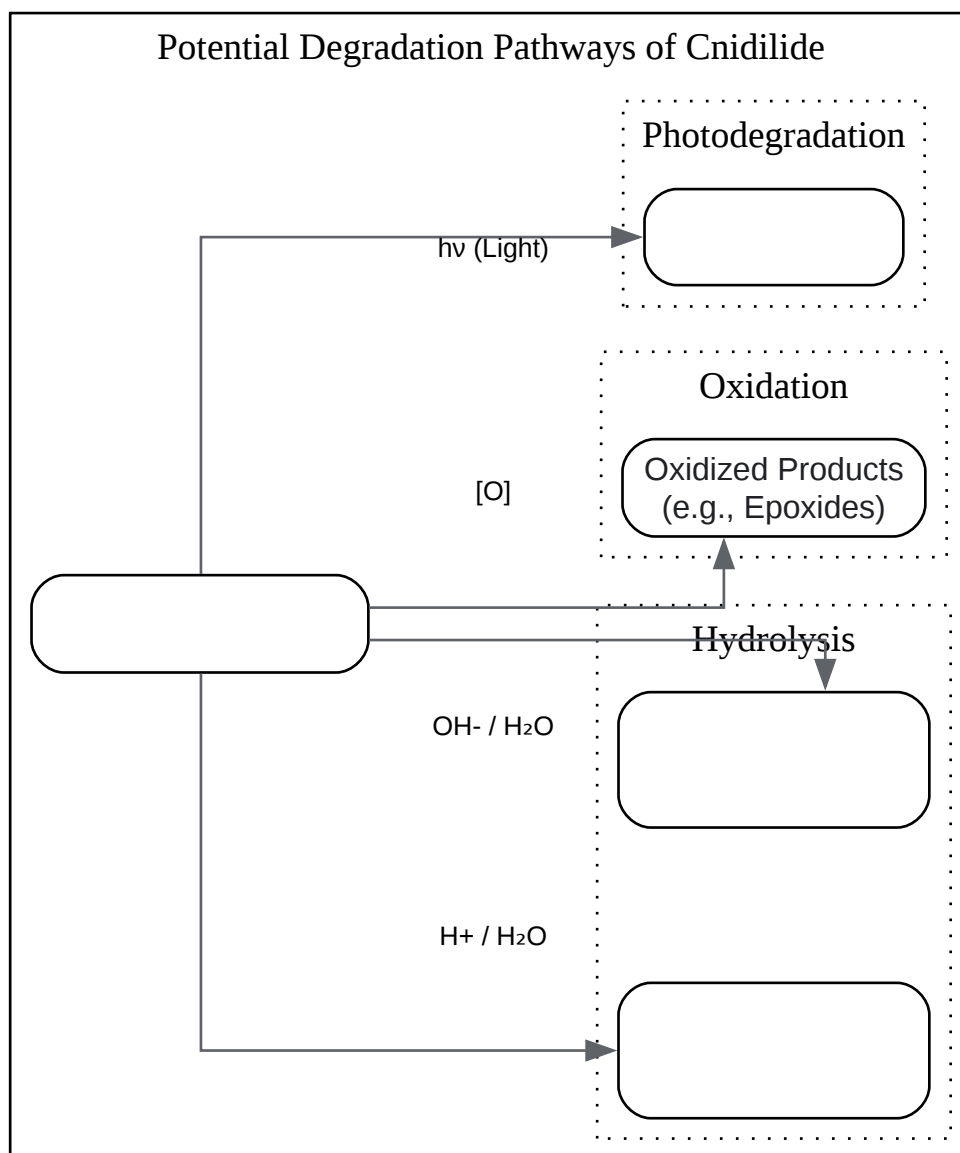 Potential Degradation Pathways of Cnidilide
Photodegradation
hν (Light)
Oxidation
Oxidized Products
(e.g., Epoxides)
[O]
Hydrolysis
OH- / H₂O
H+ / H₂O